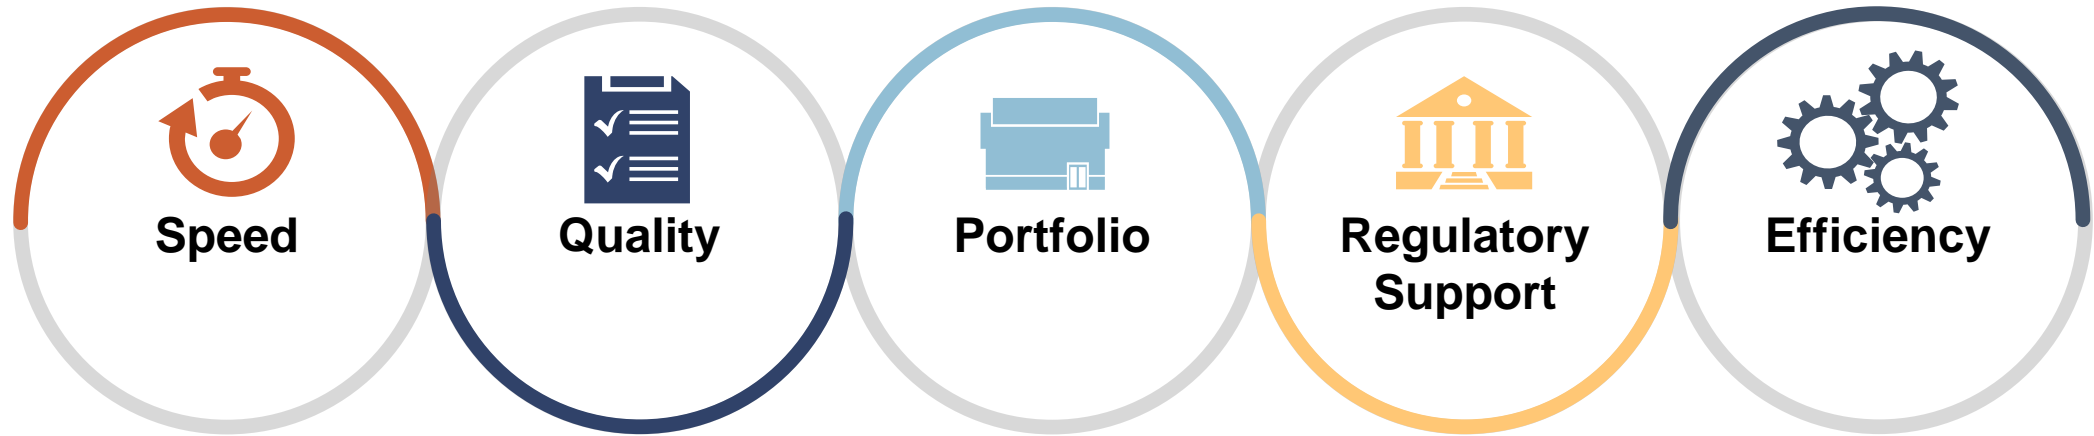 Speed
Quality
Portfolio
Regulatory
Support
Efficiency